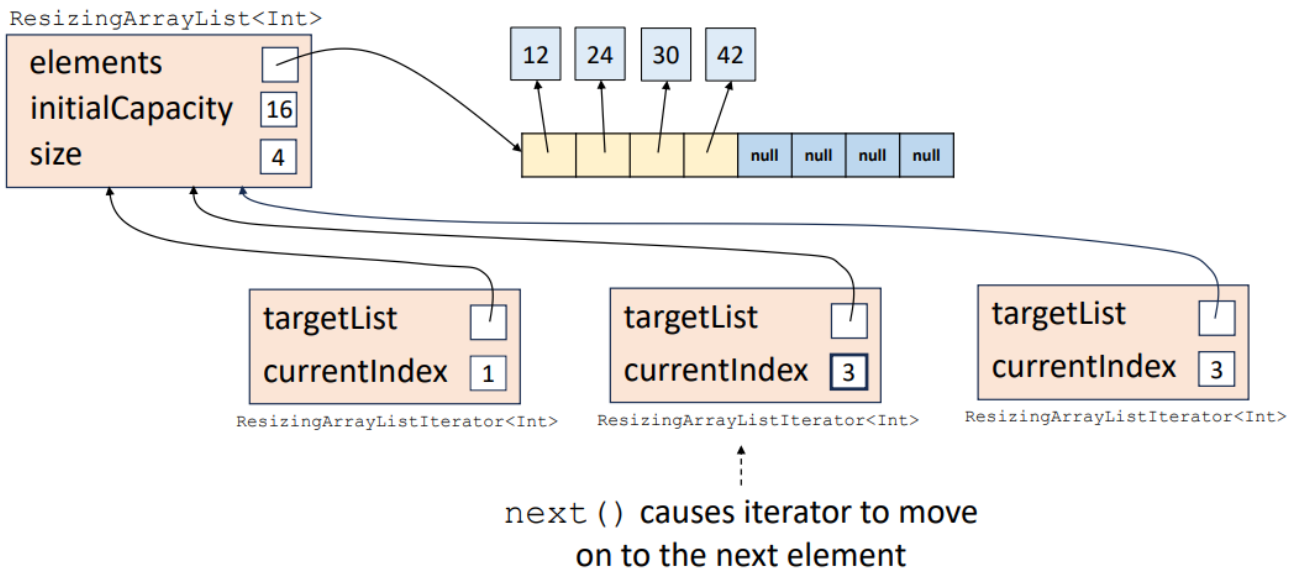 ResizingArrayList<Int>
elements
initialCapacity 16
size 4
12 24 30 42
null null null null
targetList
currentIndex 1
ResizingArrayListIterator<Int>
targetList
currentIndex 3
ResizingArrayListIterator<Int>
targetList
currentIndex 3
ResizingArrayListIterator<Int>
next() causes iterator to move
on to the next element